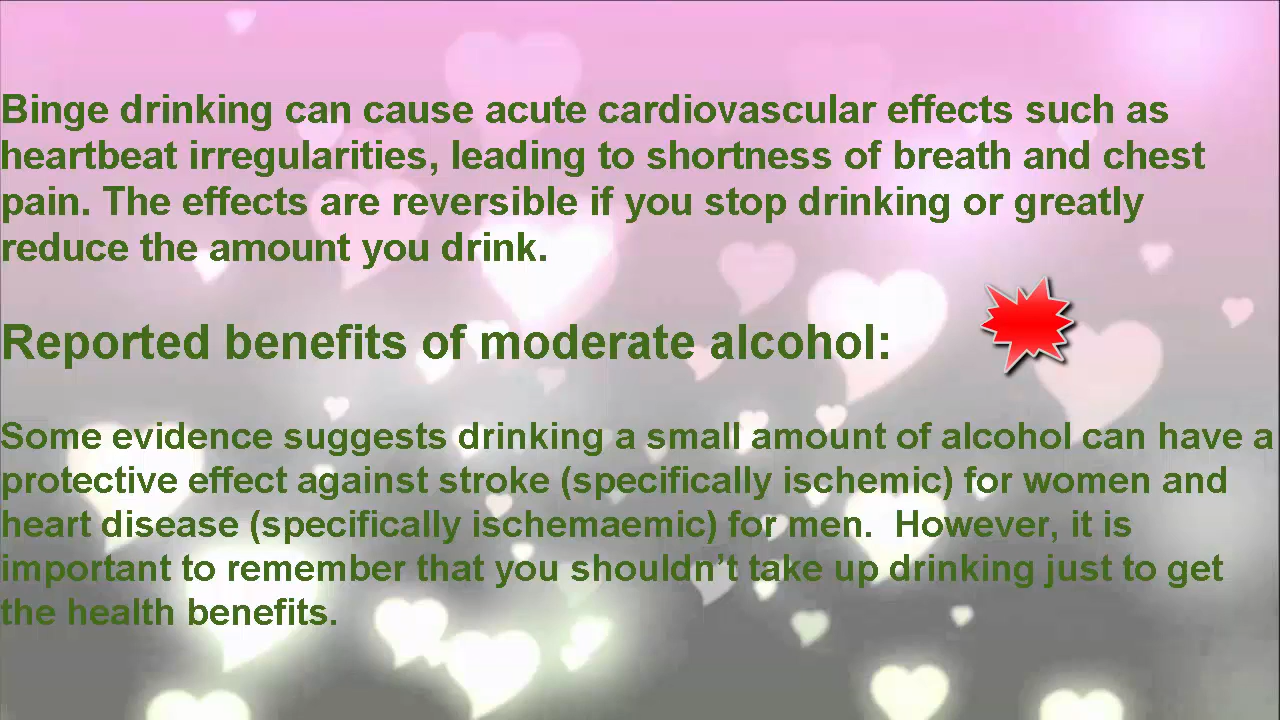 Binge drinking can cause acute cardiovascular effects such as
heartbeat irregularities, leading to shortness of breath and chest
pain. The effects are reversible if you stop drinking or greatly
reduce the amount you drink.
Reported benefits of moderate alcohol:
Some evidence suggests drinking a small amount of alcohol can have a
protective effect against stroke (specifically ischemic) for women and
heart disease (specifically ischemaemic) for men.  However, it is
important to remember that you shouldn’t take up drinking just to get
the health benefits.